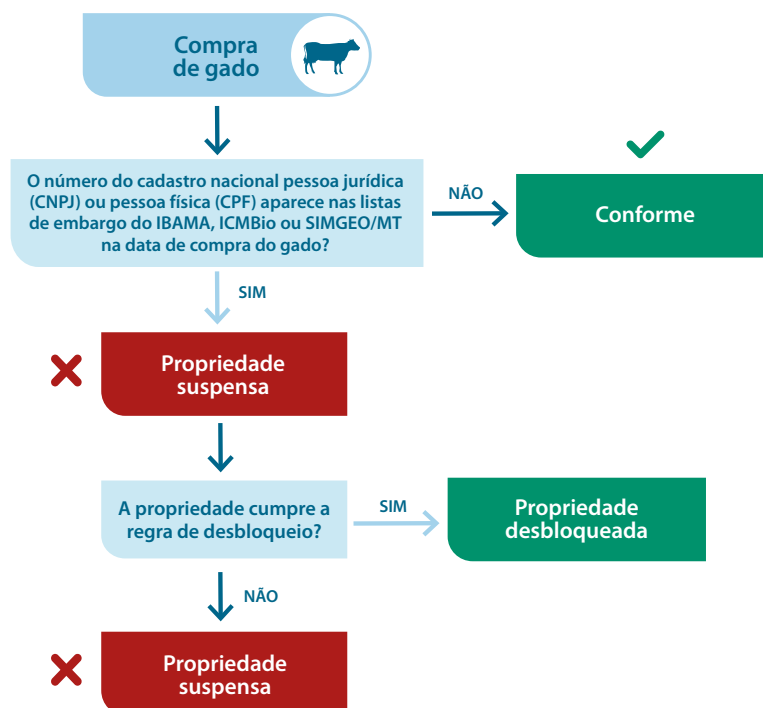 Compra
de gado
O número do cadastro nacional pessoa jurídica
(CNPJ) ou pessoa física (CPF) aparece nas listas
de embargo do IBAMA, ICMBio ou SIMGEO/MT
na data de compra do gado?
NÃO
Conforme
SIM
Propriedade
suspensa
A propriedade cumpre a
regra de desbloqueio?
SIM
Propriedade
desbloqueada
NÃO
Propriedade
suspensa